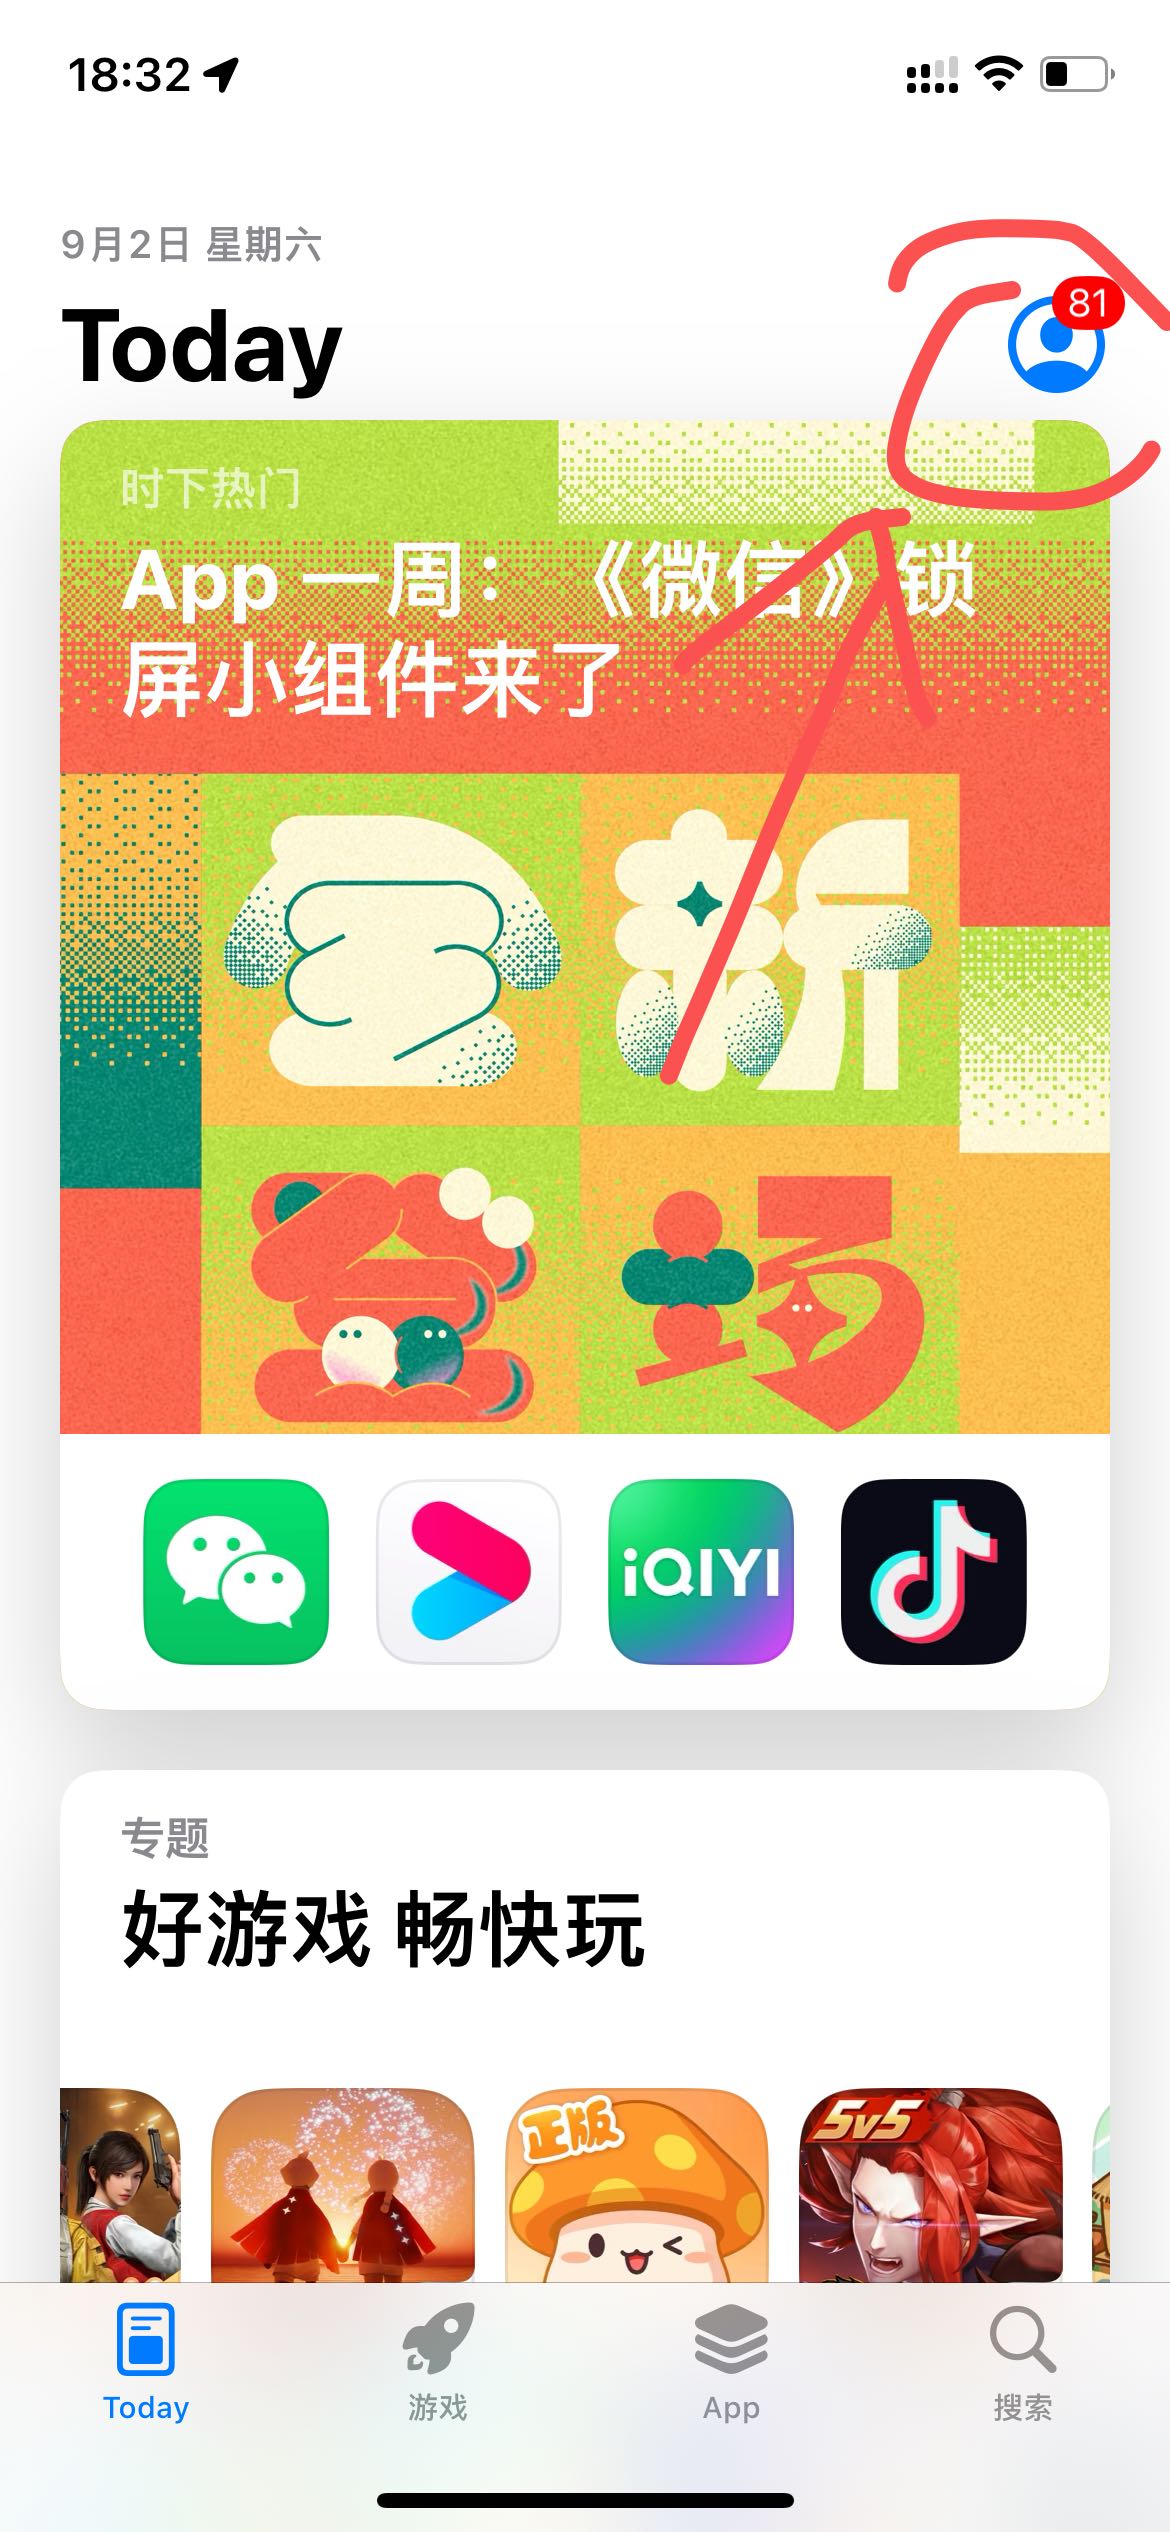 18:32
9月2日 星期六
Today
81
时下热门
App 一周：《微信》锁
屏小组件来了
多新
登场
iQIYI
专题
好游戏 畅快玩
正版
5v5
Today
游戏
App
搜索